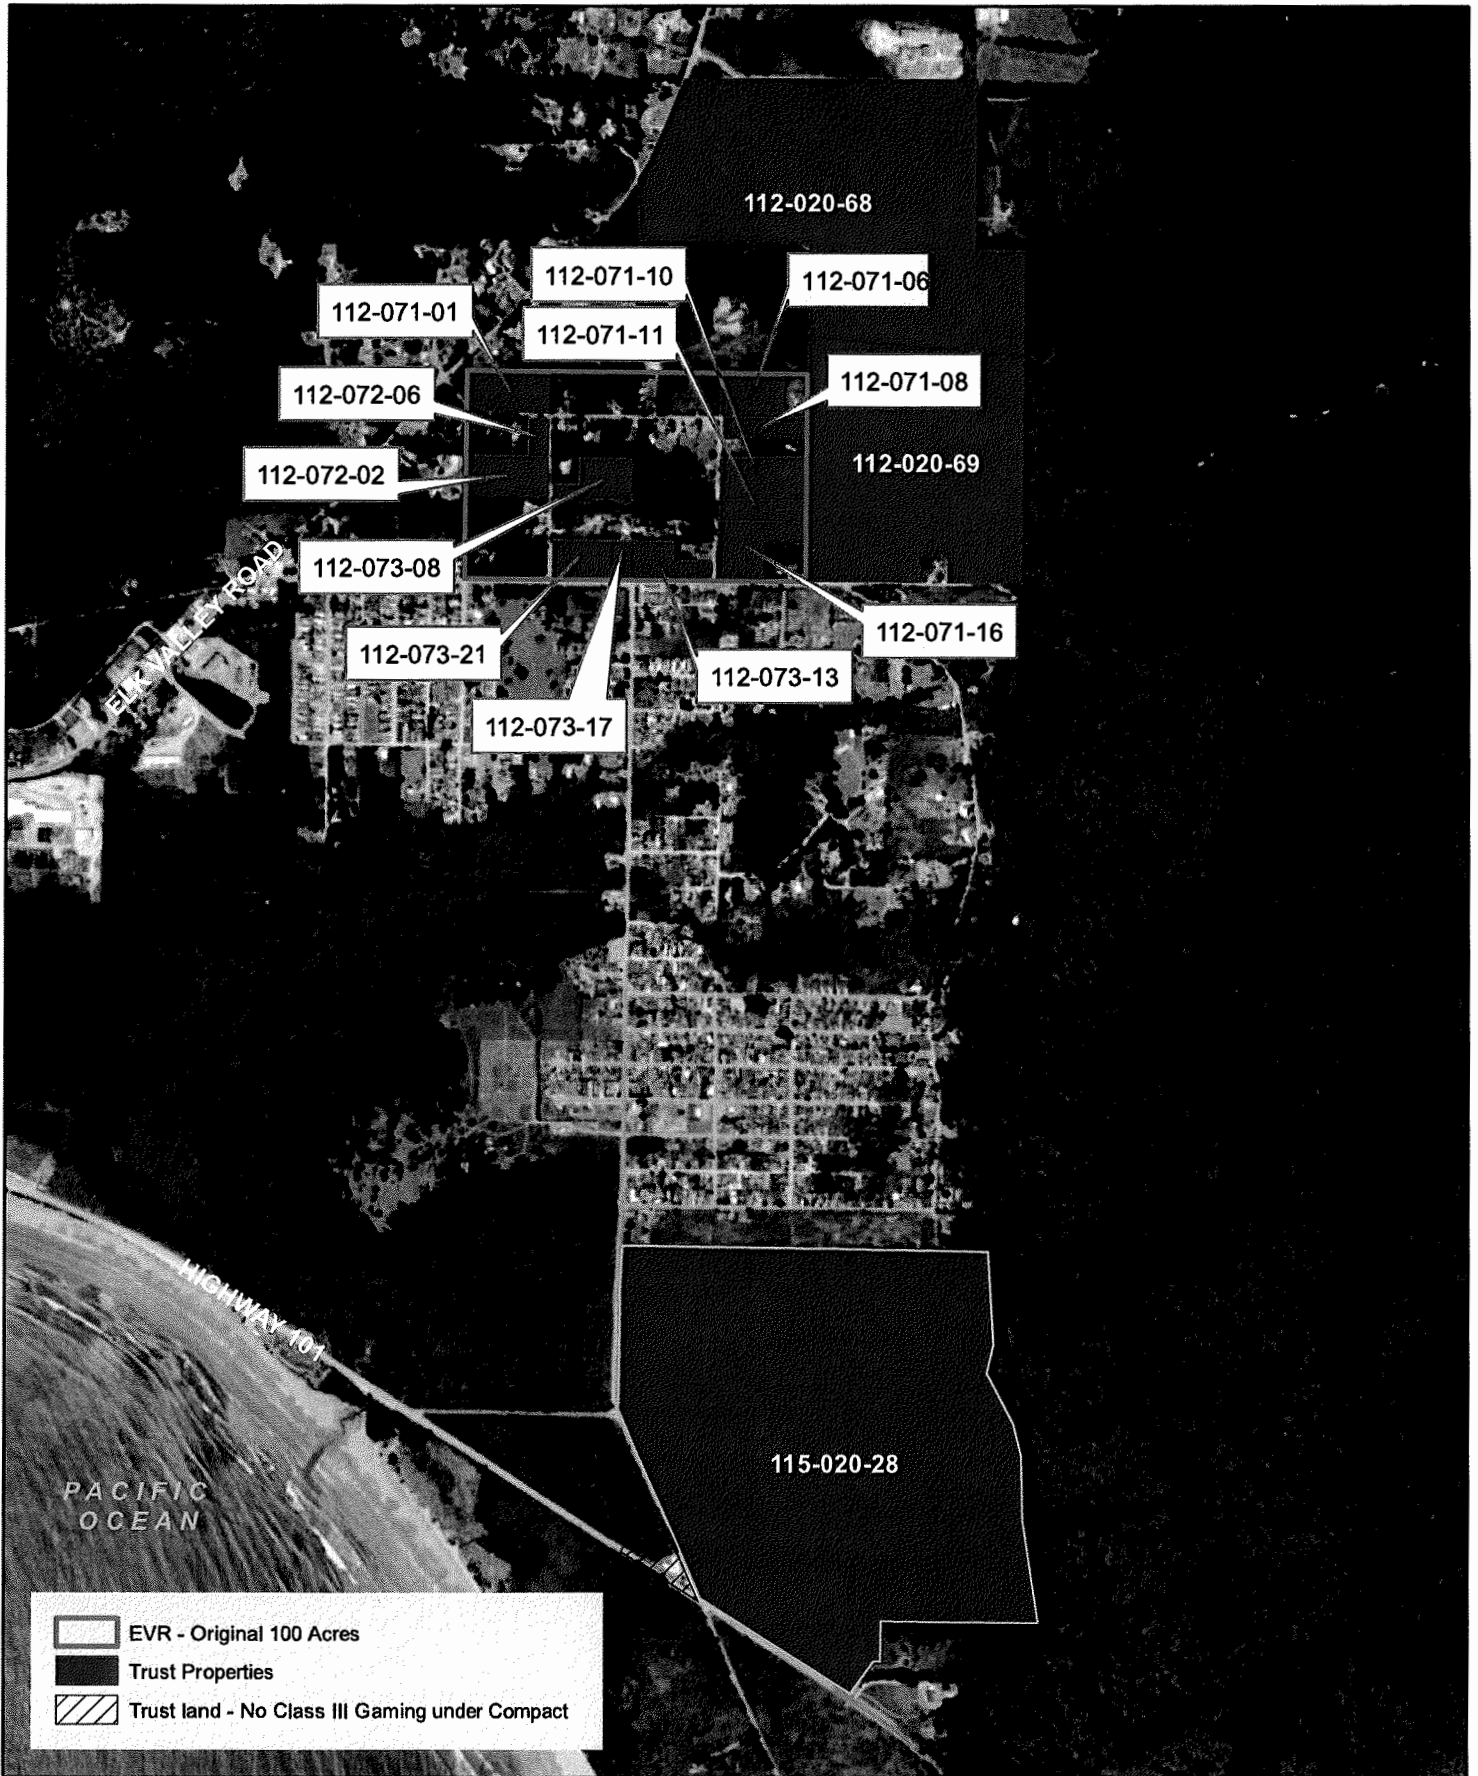 112-020-68
112-071-10
112-071-06
112-071-01
112-071-11
112-071-08
112-072-06
112-020-69
112-072-02
ELK VALLEY ROAD
112-073-08
112-071-16
112-073-21
112-073-13
112-073-17
HIGHWAY 101
115-020-28
PACIFIC
OCEAN
EVR - Original 100 Acres
Trust Properties
Trust land - No Class III Gaming under Compact